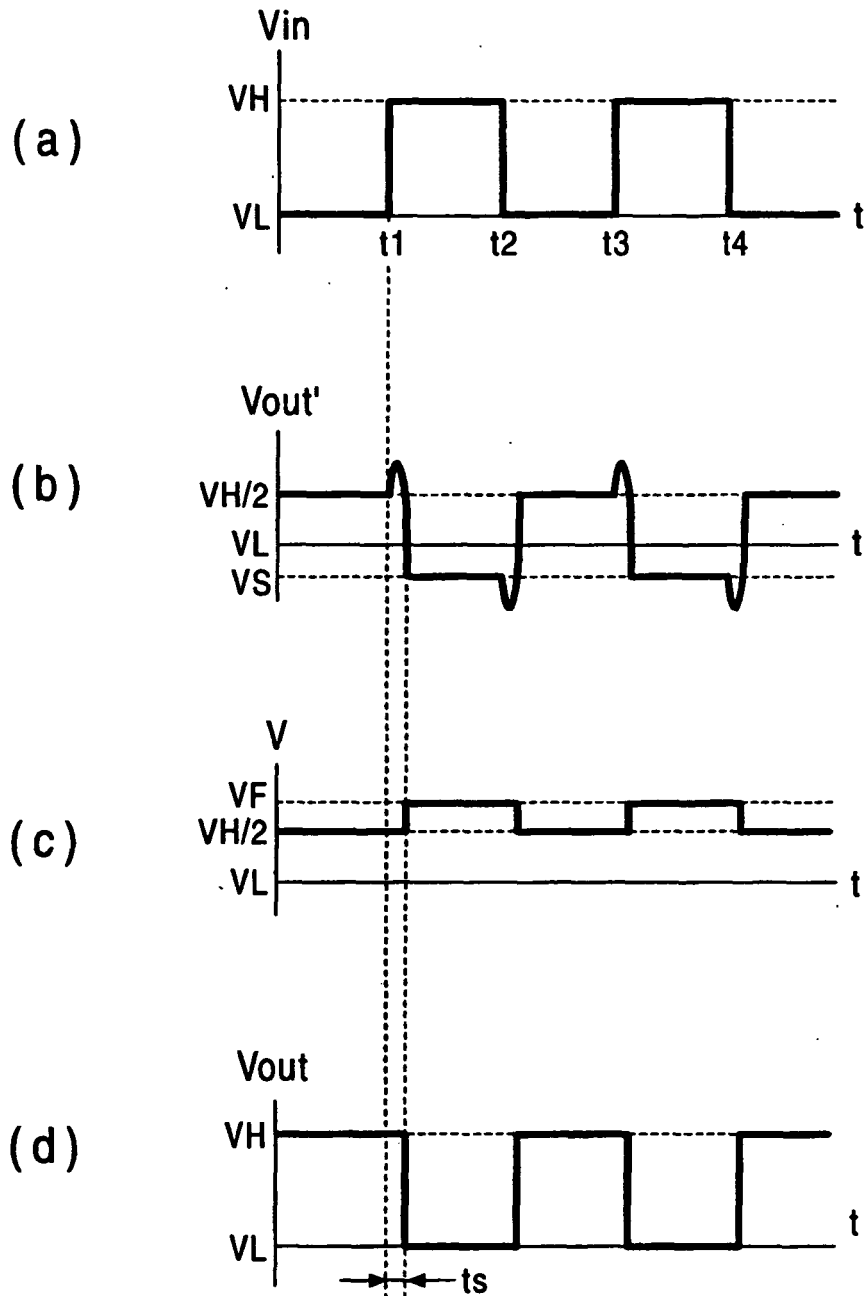 (a)
Vin
VH
VL
t1 t2 t3 t4 t
(b)
Vout'
VH/2
VL
VS
t
(c)
V
VF
VH/2
VL
t
(d)
Vout
VH
VL
t
ts